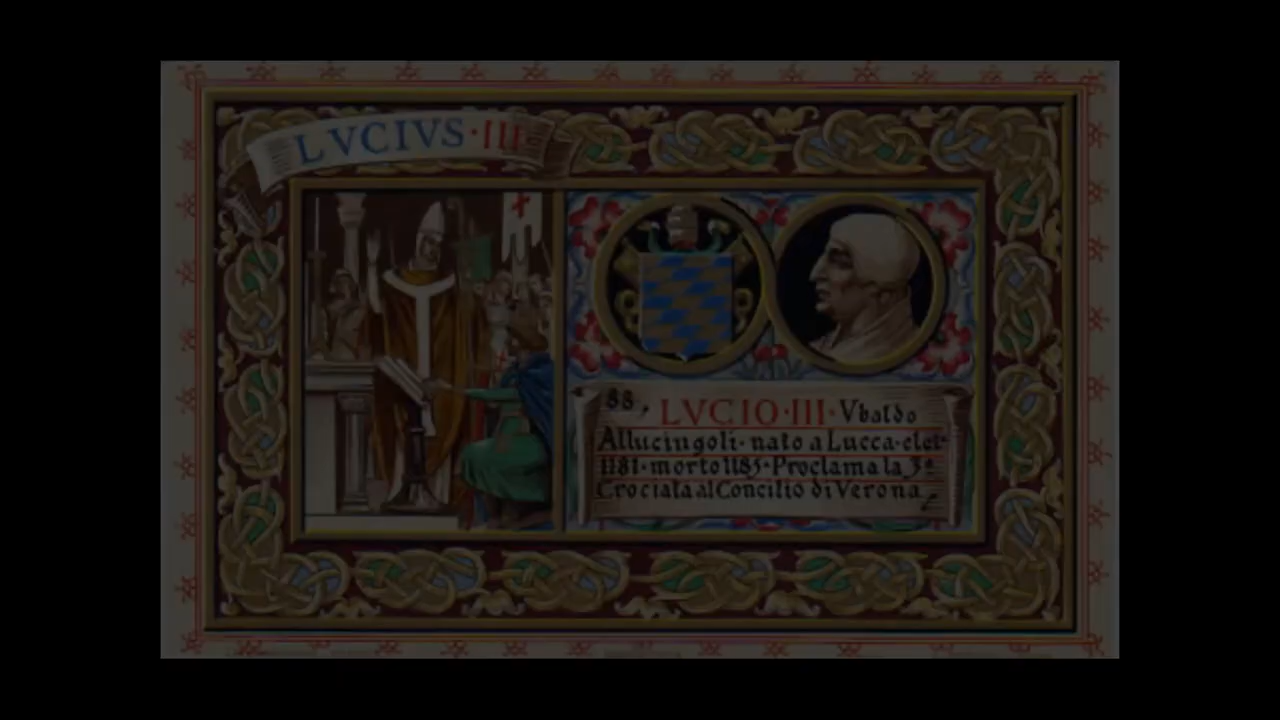 LVCIVS·III
88, LVCIO·III· Vbaldo
Allucingoli· nato a Lucca·elet·
1181·morto 1185·Proclama la 3ª
Crociata al Concilio di Verona